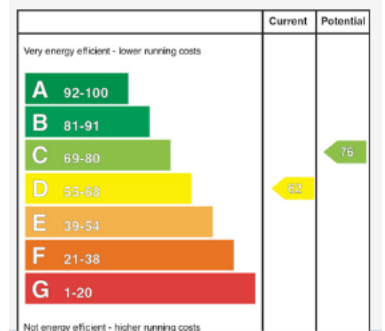 Current Potential
Very energy efficient - lower running costs
A 92-100
B 81-91
C 69-80
76
D 55-68
62
E 39-54
F 21-38
G 1-20
Not energy efficient - higher running costs